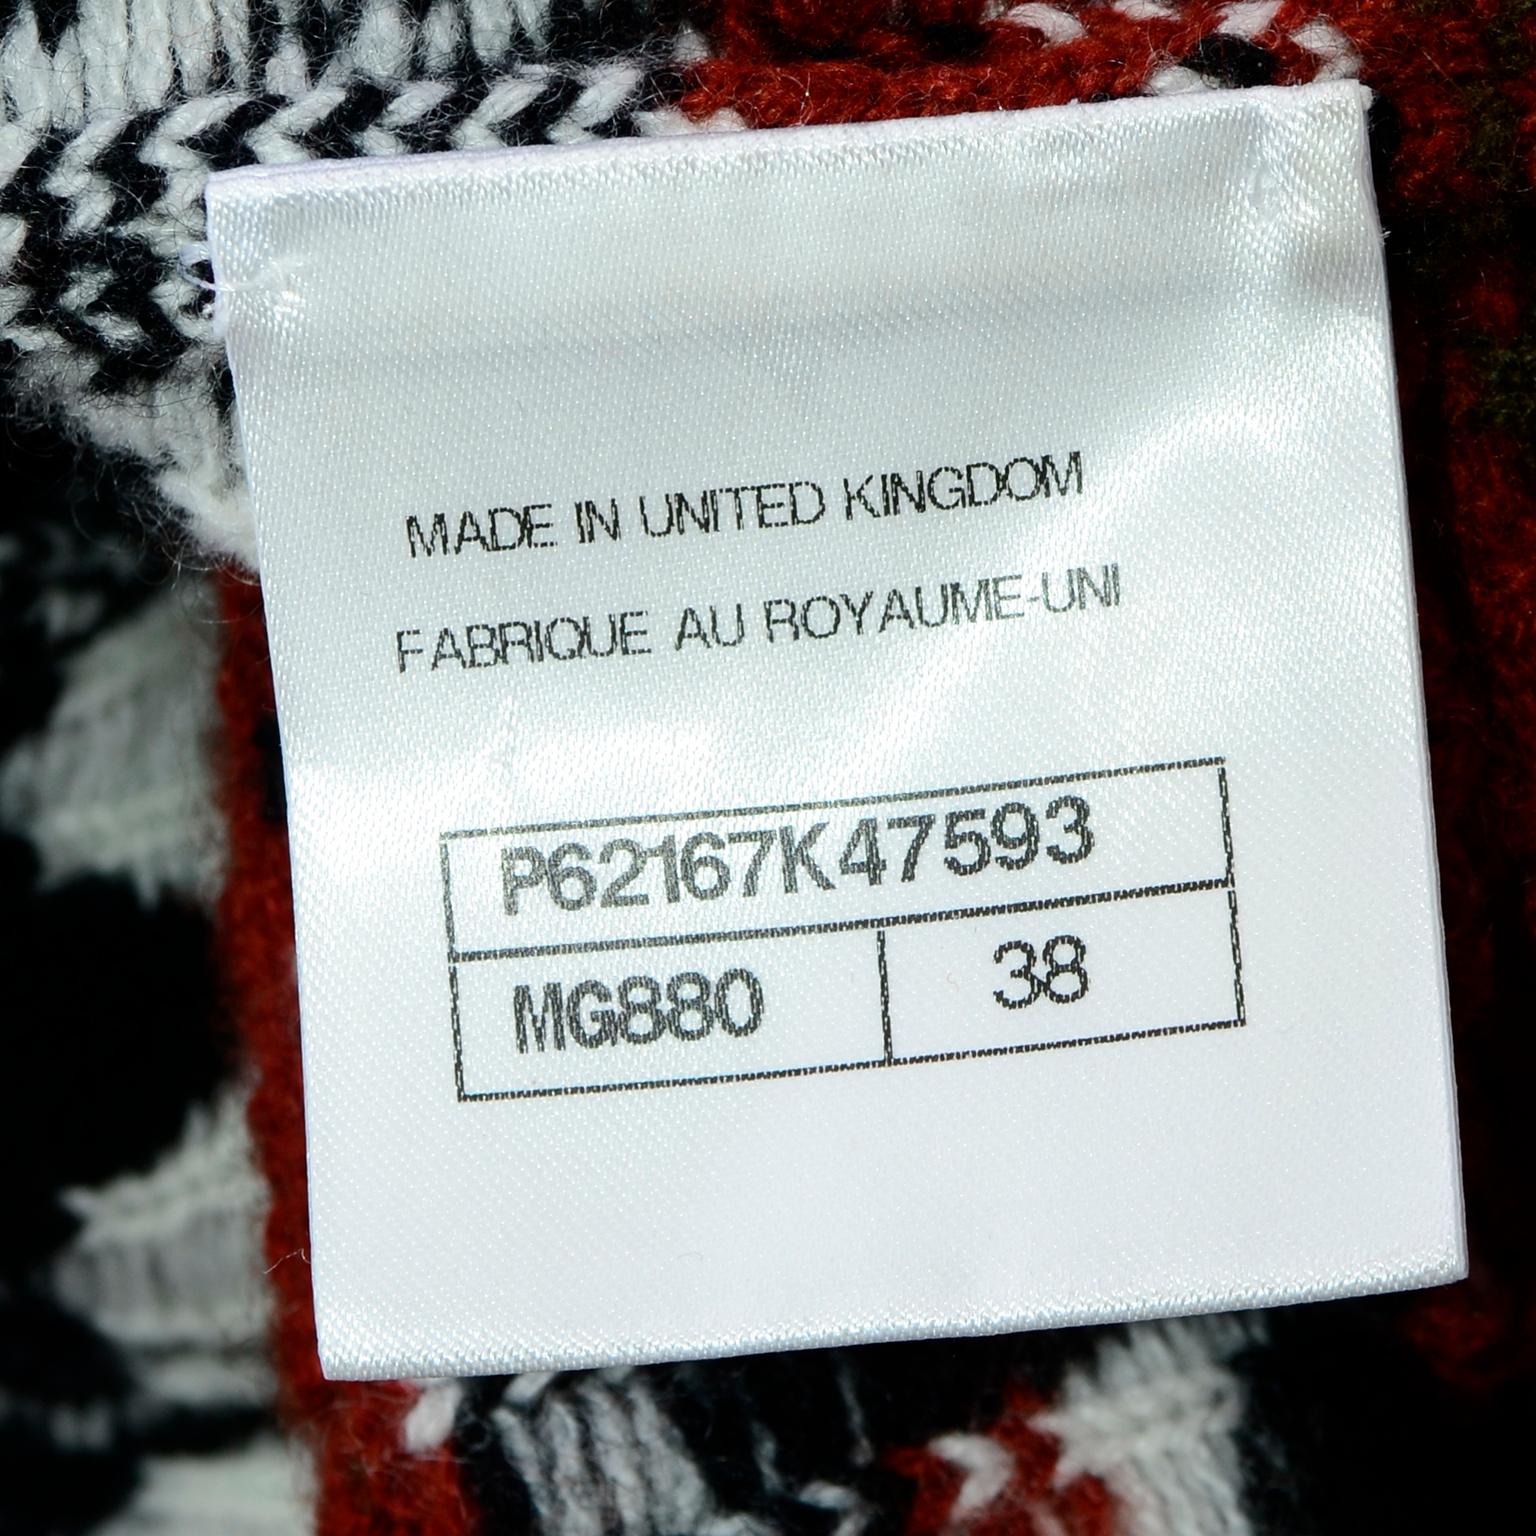 MADE IN UNITED KINGDOM
FABRIQUE AU ROYAUME-UNI
P62167K47593
MG880 38